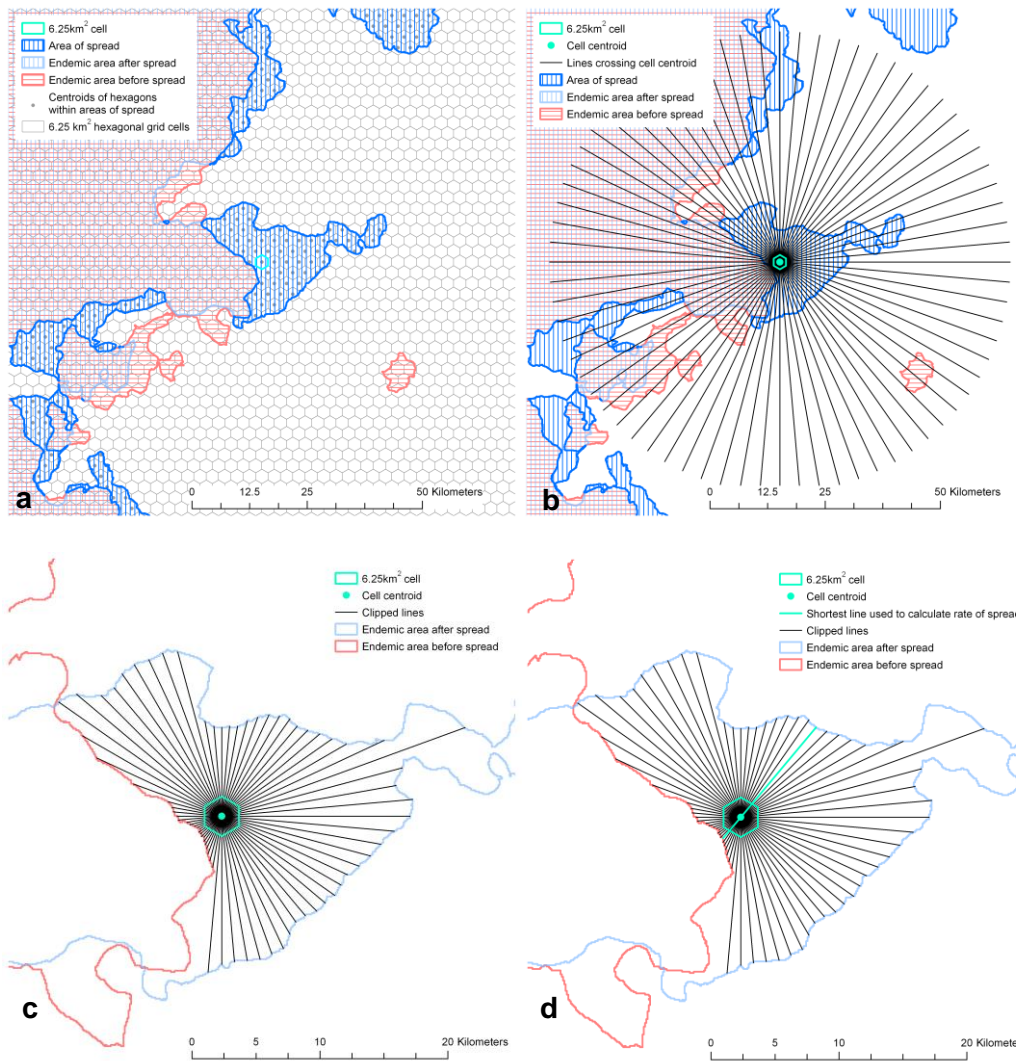 6.25km² cell
Area of spread
Endemic area after spread
Endemic area before spread
Centroids of hexagons
within areas of spread
6.25 km² hexagonal grid cells
a
0 12.5 25 50 Kilometers
6.25km² cell
Cell centroid
Lines crossing cell centroid
Area of spread
Endemic area after spread
Endemic area before spread
b
0 12.5 25 50 Kilometers
6.25km² cell
Cell centroid
Clipped lines
Endemic area after spread
Endemic area before spread
c
0 5 10 20 Kilometers
6.25km² cell
Cell centroid
Shortest line used to calculate rate of spread
Clipped lines
Endemic area after spread
Endemic area before spread
d
0 5 10 20 Kilometers